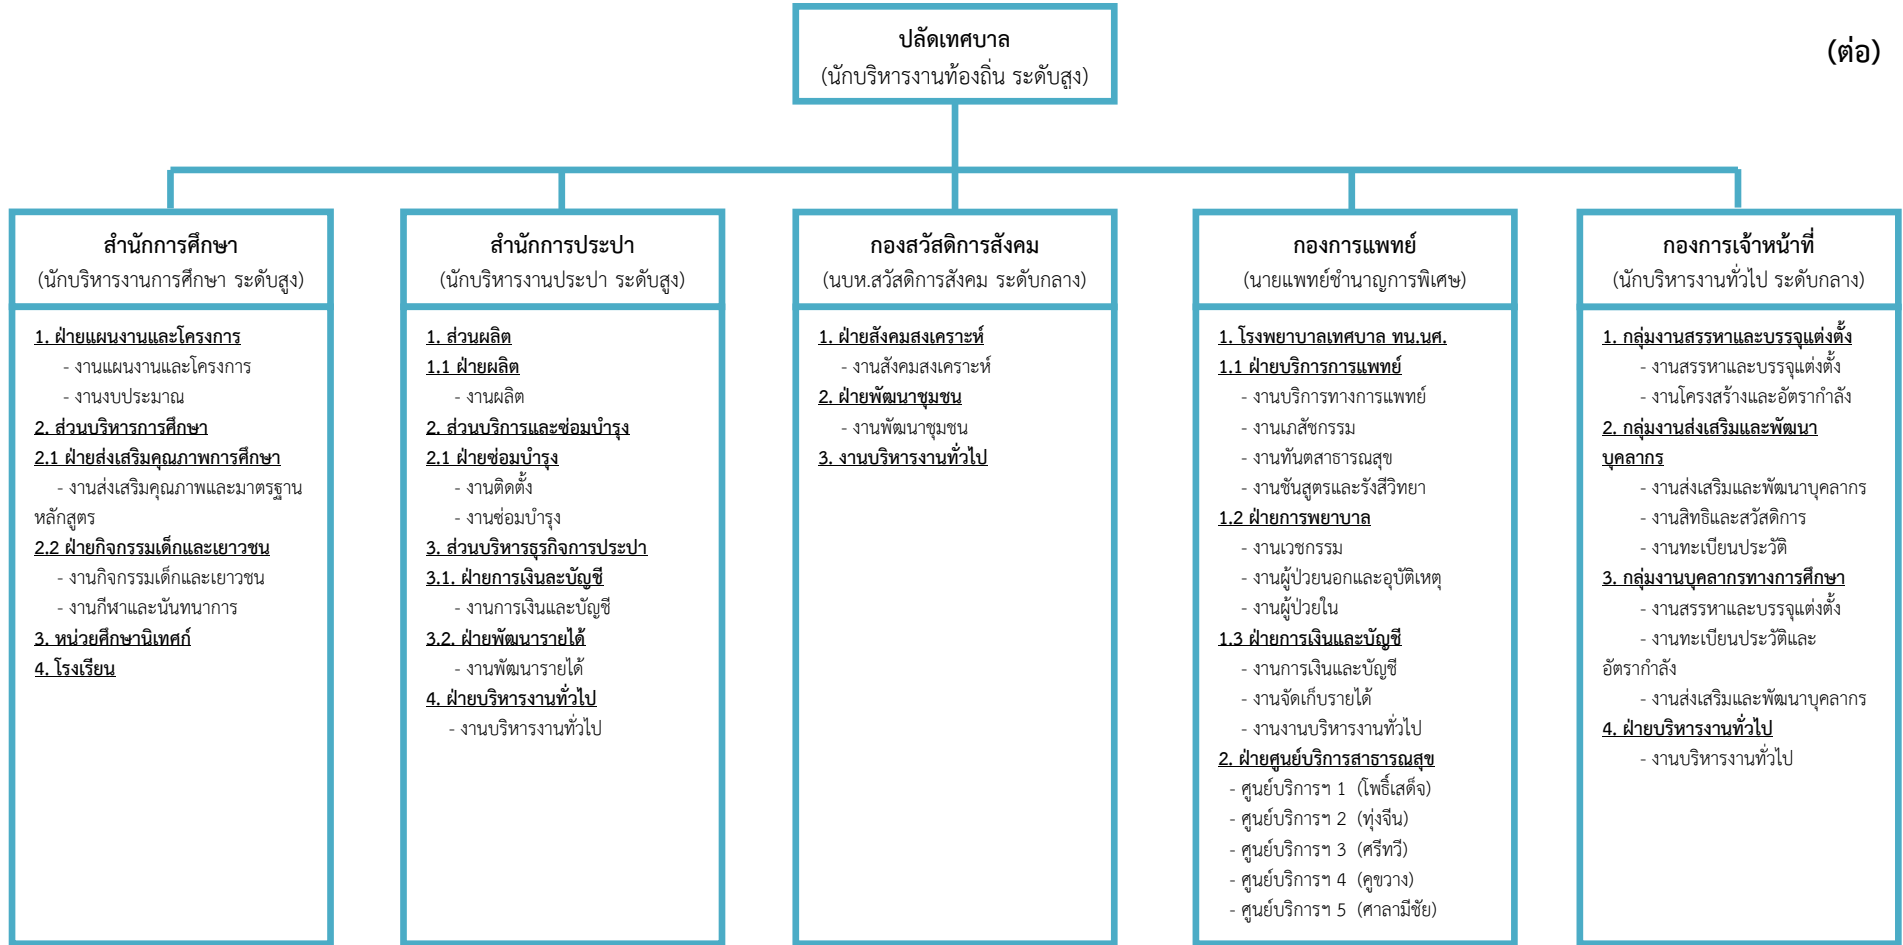 ปลัดเทศบาล
(นักบริหารงานท้องถิ่น ระดับสูง)
(ต่อ)
สำนักการศึกษา
(นักบริหารงานการศึกษา ระดับสูง)
1. ฝ่ายแผนงานและโครงการ
- งานแผนงานและโครงการ
- งานงบประมาณ
2. ส่วนบริหารการศึกษา
2.1 ฝ่ายส่งเสริมคุณภาพการศึกษา
- งานส่งเสริมคุณภาพและมาตรฐาน
หลักสูตร
2.2 ฝ่ายกิจกรรมเด็กและเยาวชน
- งานกิจกรรมเด็กและเยาวชน
- งานกีฬาและนันทนาการ
3. หน่วยศึกษานิเทศก์
4. โรงเรียน
สำนักการประปา
(นักบริหารงานประปา ระดับสูง)
1. ส่วนผลิต
1.1 ฝ่ายผลิต
- งานผลิต
2. ส่วนบริการและซ่อมบำรุง
2.1 ฝ่ายซ่อมบำรุง
- งานติดตั้ง
- งานซ่อมบำรุง
3. ส่วนบริหารธุรกิจการประปา
3.1. ฝ่ายการเงินละบัญชี
- งานการเงินและบัญชี
3.2. ฝ่ายพัฒนารายได้
- งานพัฒนารายได้
4. ฝ่ายบริหารงานทั่วไป
- งานบริหารงานทั่วไป
กองสวัสดิการสังคม
(นบห.สวัสดิการสังคม ระดับกลาง)
1. ฝ่ายสังคมสงเคราะห์
- งานสังคมสงเคราะห์
2. ฝ่ายพัฒนาชุมชน
- งานพัฒนาชุมชน
3. งานบริหารงานทั่วไป
กองการแพทย์
(นายแพทย์ชำนาญการพิเศษ)
1. โรงพยาบาลเทศบาล ทน.นศ.
1.1 ฝ่ายบริการการแพทย์
- งานบริการทางการแพทย์
- งานเภสัชกรรม
- งานทันตสาธารณสุข
- งานชันสูตรและรังสีวิทยา
1.2 ฝ่ายการพยาบาล
- งานเวชกรรม
- งานผู้ป่วยนอกและอุบัติเหตุ
- งานผู้ป่วยใน
1.3 ฝ่ายการเงินและบัญชี
- งานการเงินและบัญชี
- งานจัดเก็บรายได้
- งานงานบริหารงานทั่วไป
2. ฝ่ายศูนย์บริการสาธารณสุข
- ศูนย์บริการฯ 1 (โพธิ์เสด็จ)
- ศูนย์บริการฯ 2 (ทุ่งจีน)
- ศูนย์บริการฯ 3 (ศรีทวี)
- ศูนย์บริการฯ 4 (คูขวาง)
- ศูนย์บริการฯ 5 (ศาลามีชัย)
กองการเจ้าหน้าที่
(นักบริหารงานทั่วไป ระดับกลาง)
1. กลุ่มงานสรรหาและบรรจุแต่งตั้ง
- งานสรรหาและบรรจุแต่งตั้ง
- งานโครงสร้างและอัตรากำลัง
2. กลุ่มงานส่งเสริมและพัฒนา
บุคลากร
- งานส่งเสริมและพัฒนาบุคลากร
- งานสิทธิและสวัสดิการ
- งานทะเบียนประวัติ
3. กลุ่มงานบุคลากรทางการศึกษา
- งานสรรหาและบรรจุแต่งตั้ง
- งานทะเบียนประวัติและ
อัตรากำลัง
- งานส่งเสริมและพัฒนาบุคลากร
4. ฝ่ายบริหารงานทั่วไป
- งานบริหารงานทั่วไป